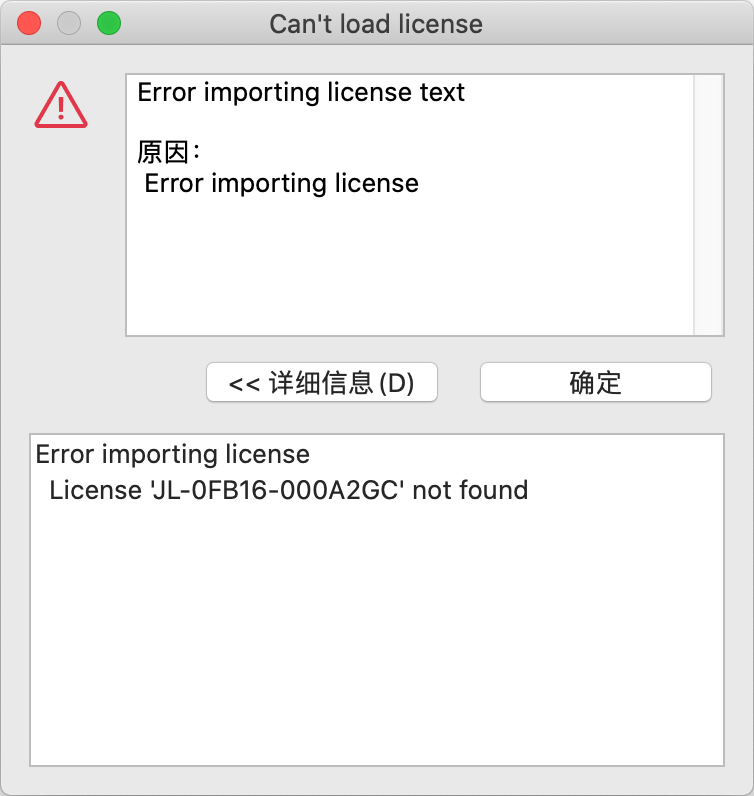 Can't load license
Error importing license text
原因：
Error importing license
<< 详细信息(D)
确定
Error importing license
License 'JL-0FB16-000A2GC' not found